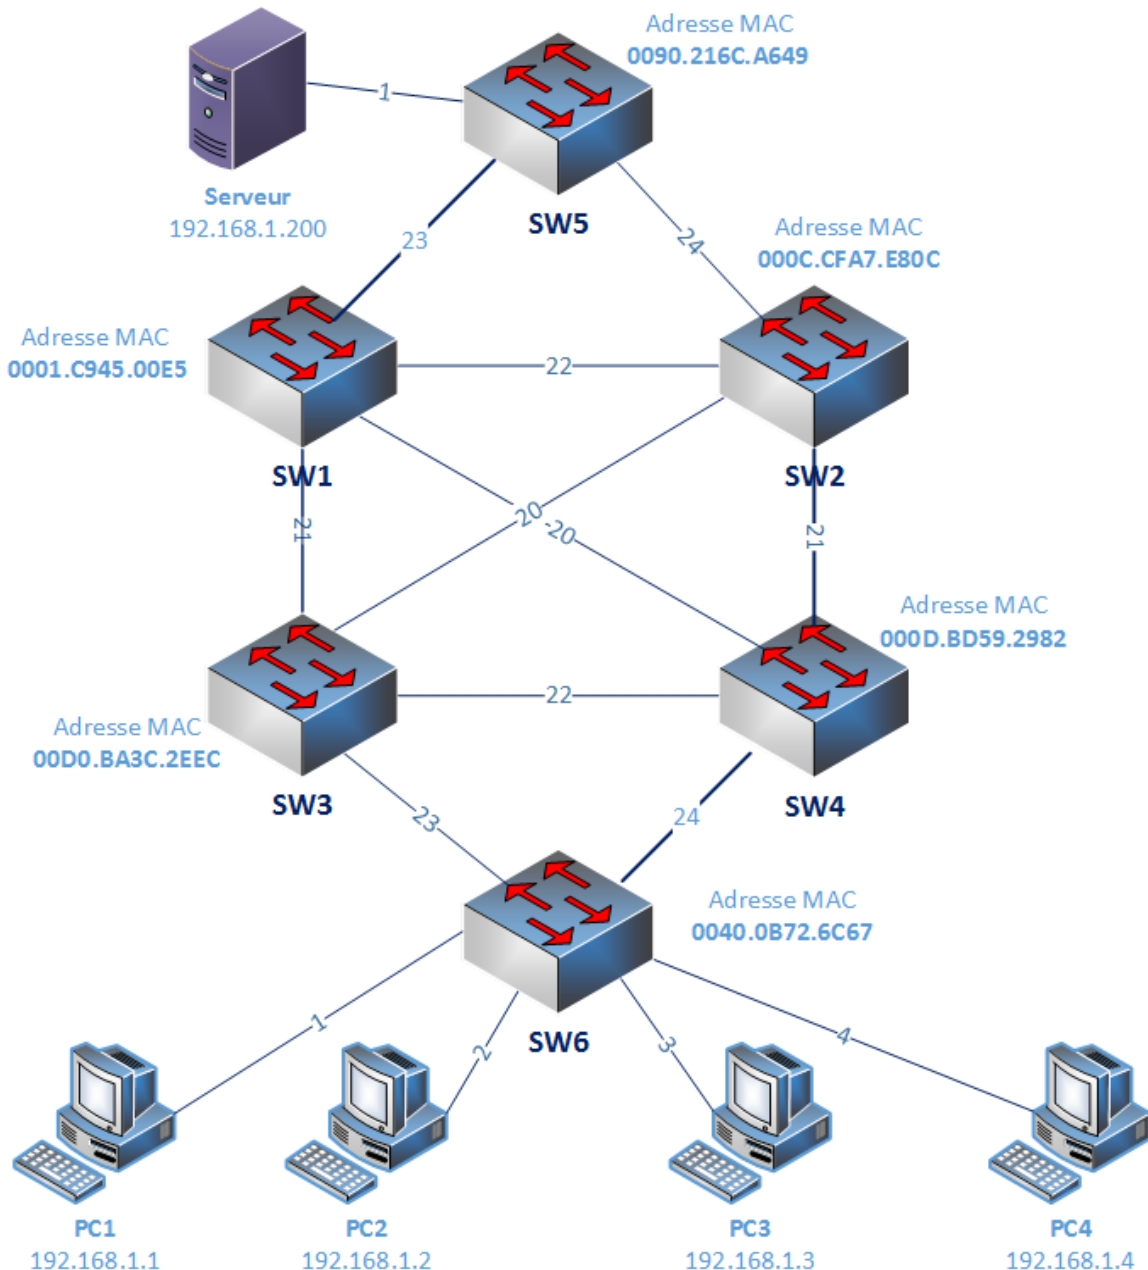 Adresse MAC
0090.216C.A649
1
Serveur
192.168.1.200
SW5
23
24
Adresse MAC
000C.CFA7.E80C
Adresse MAC
0001.C945.00E5
22
SW1
SW2
21
20
-20
21
Adresse MAC
000D.BD59.2982
22
Adresse MAC
00D0.BA3C.2EEC
SW3
SW4
23
24
Adresse MAC
0040.0B72.6C67
SW6
1
2
3
4
PC1
192.168.1.1
PC2
192.168.1.2
PC3
192.168.1.3
PC4
192.168.1.4